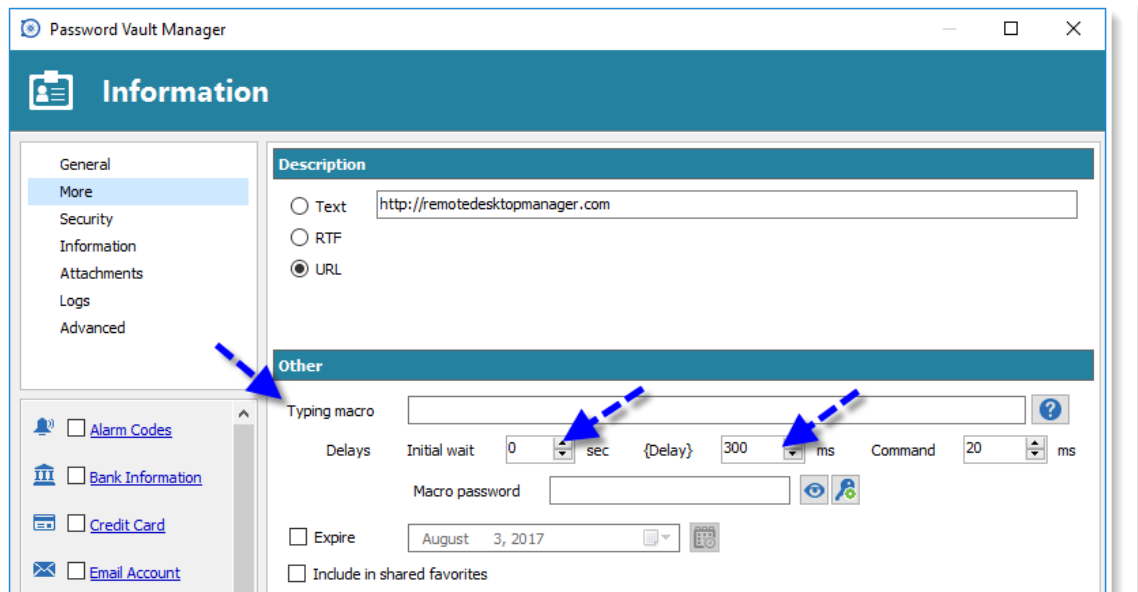 Password Vault Manager
Information
General
More
Security
Information
Attachments
Logs
Advanced
Alarm Codes
Bank Information
Credit Card
Email Account
Description
Text http://remotedesktopmanager.com
RTF
URL
Other
Typing macro
Delays Initial wait 0 sec {Delay} 300 ms Command 20 ms
Macro password
Expire August 3, 2017
Include in shared favorites